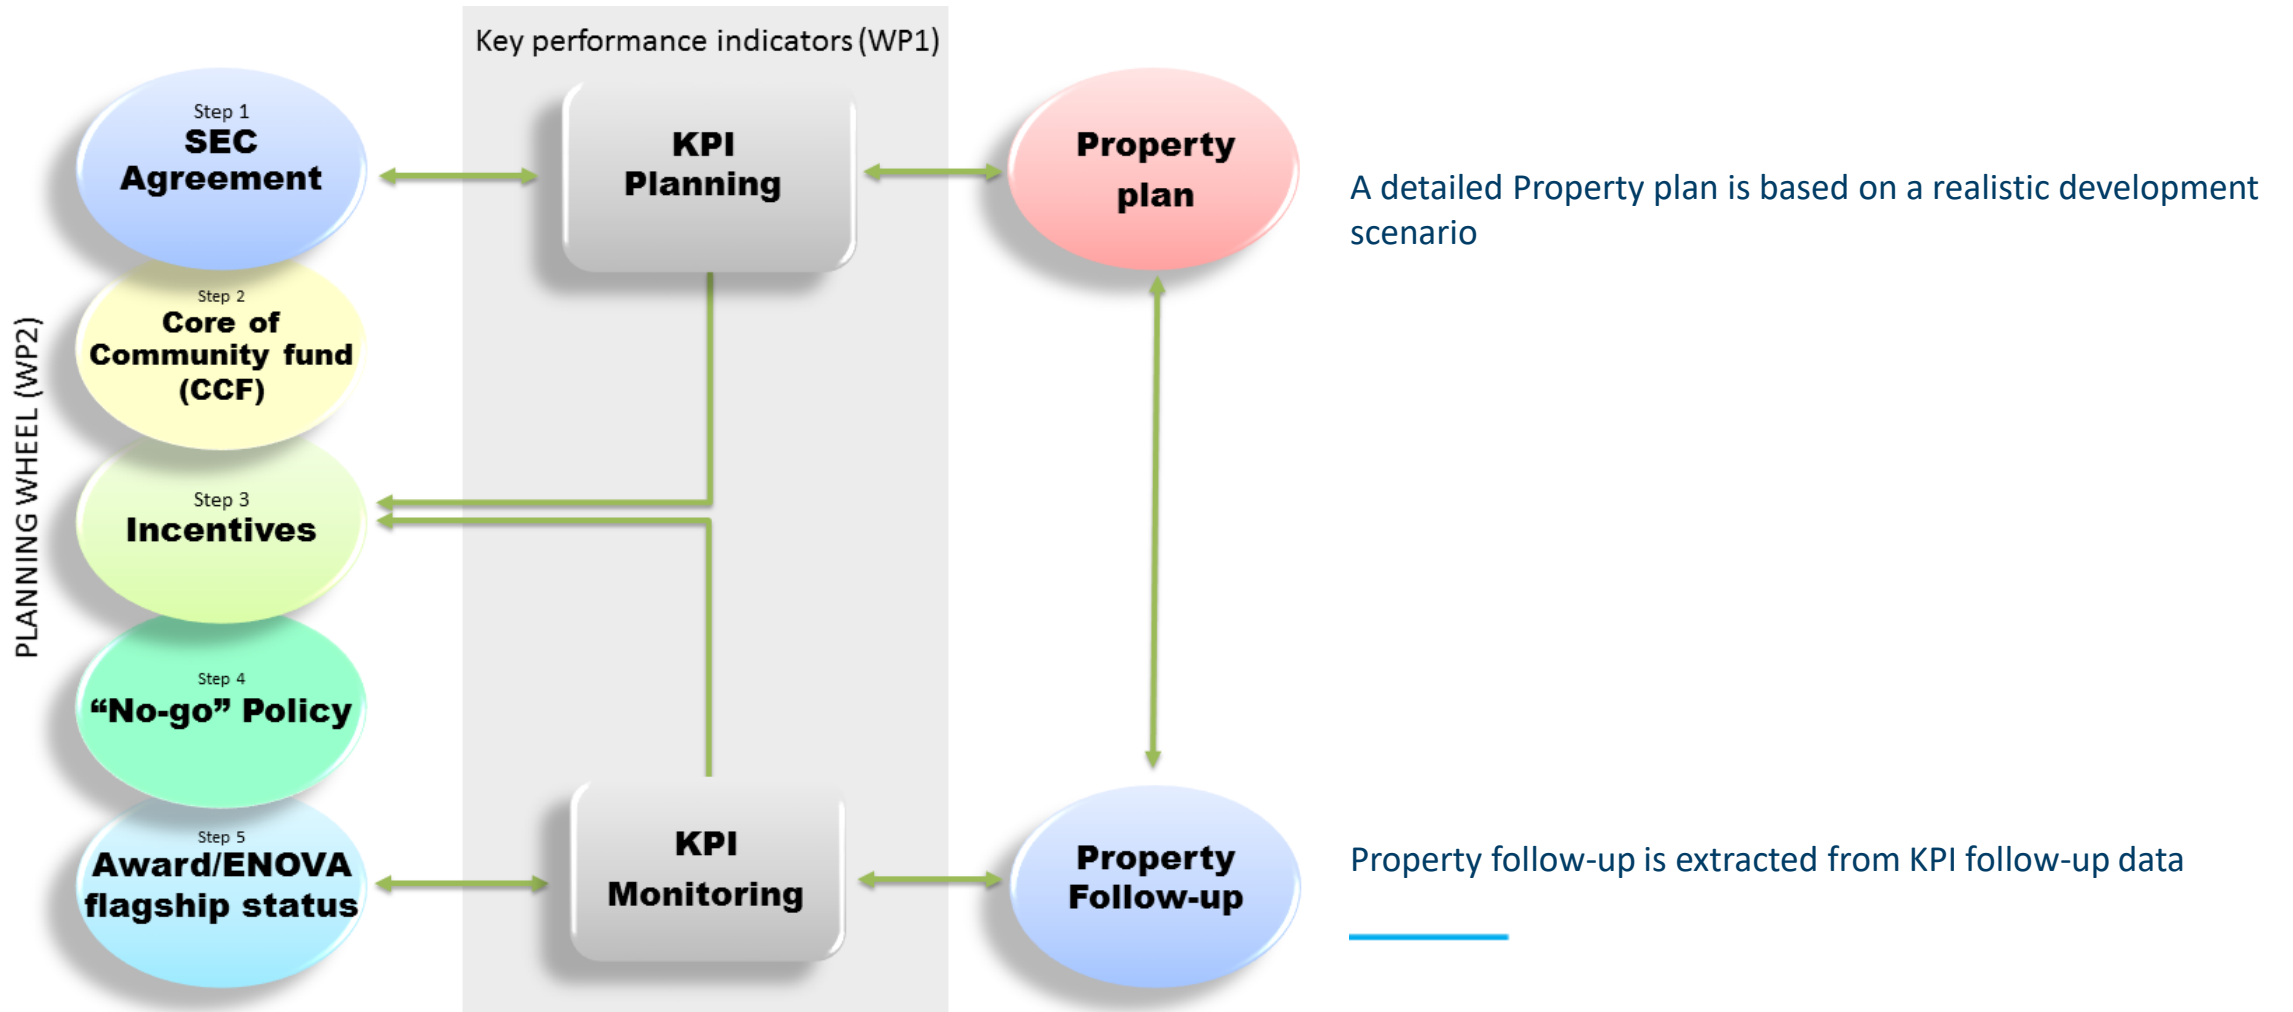 Key performance indicators (WP1)
PLANNING WHEEL (WP2)
Step 1
SEC
Agreement
KPI
Planning
Property
plan
A detailed Property plan is based on a realistic development
scenario
Step 2
Core of
Community fund
(CCF)
Step 3
Incentives
Step 4
“No-go” Policy
Step 5
Award/ENOVA
flagship status
KPI
Monitoring
Property
Follow-up
Property follow-up is extracted from KPI follow-up data